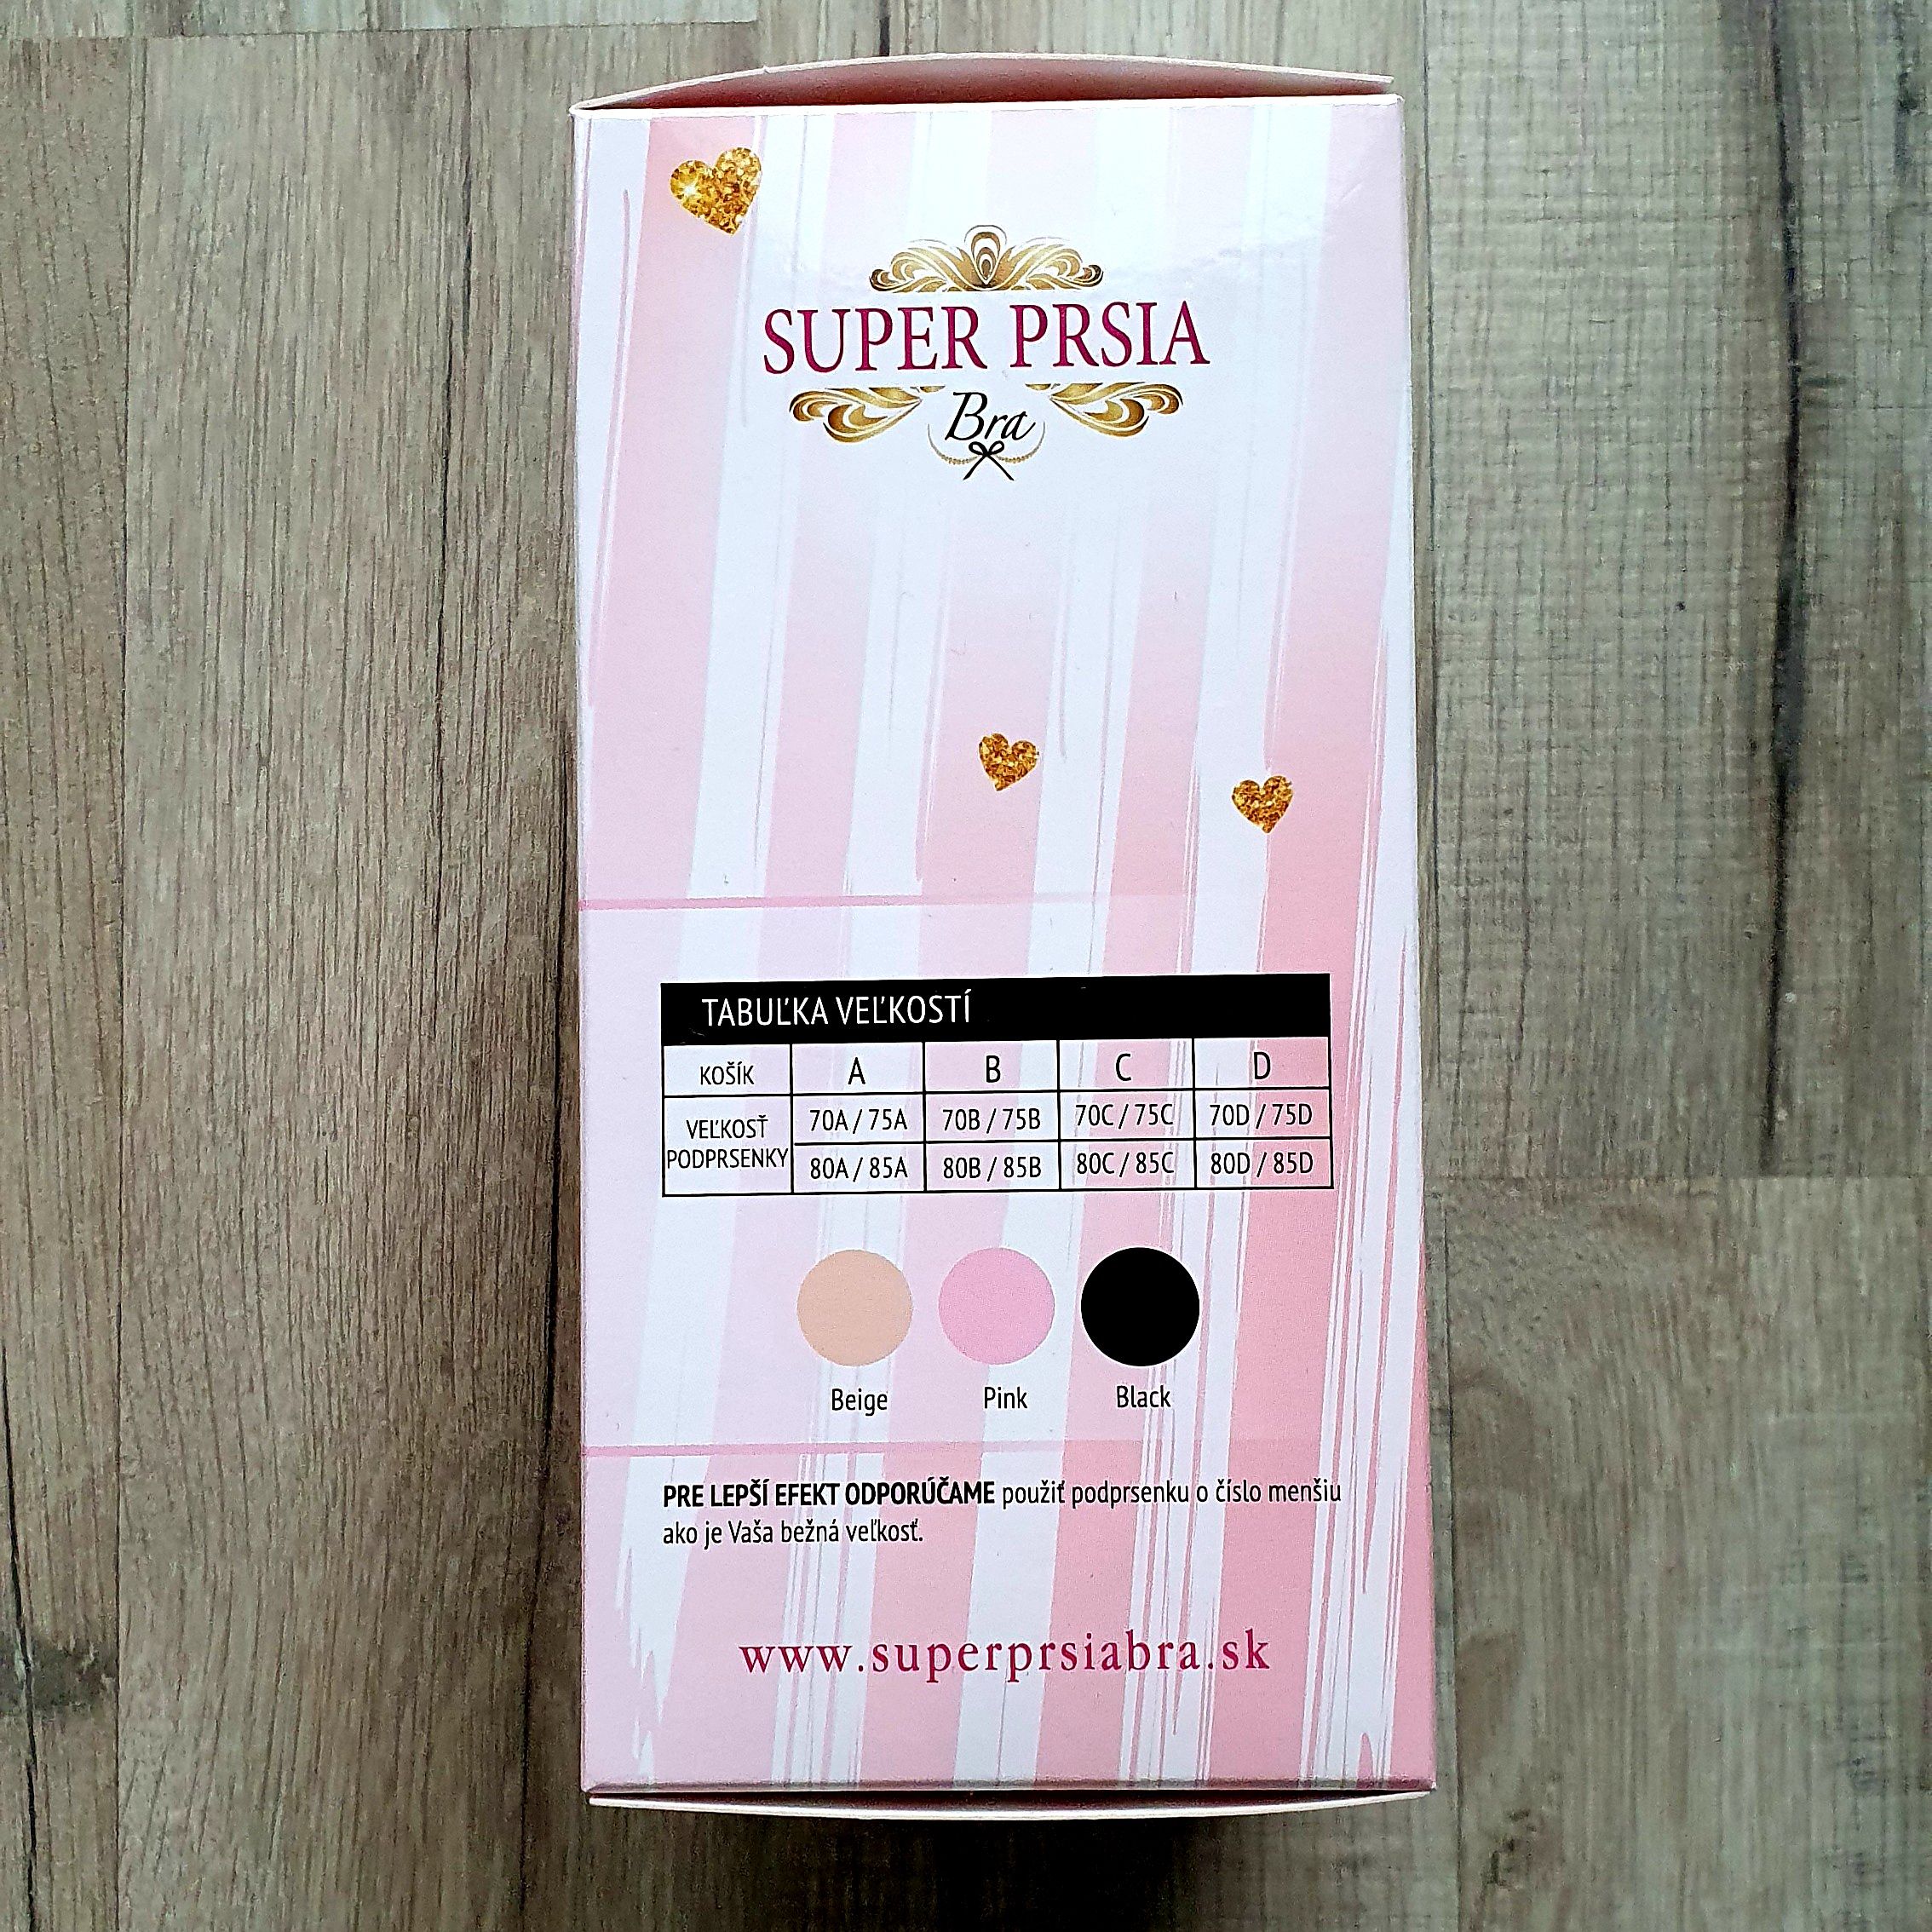 SUPER PRSIA
Bra
TABUĽKA VEĽKOSTÍ
KOŠÍK A B C D
VEĽKOSŤ PODPRSENKY 70A / 75A 70B / 75B 70C / 75C 70D / 75D
80A / 85A 80B / 85B 80C / 85C 80D / 85D
Beige Pink Black
PRE LEPŠÍ EFEKT ODPORÚČAME použiť podprsenku o číslo menšiu
ako je Vaša bežná veľkosť.
www.superprsiabra.sk